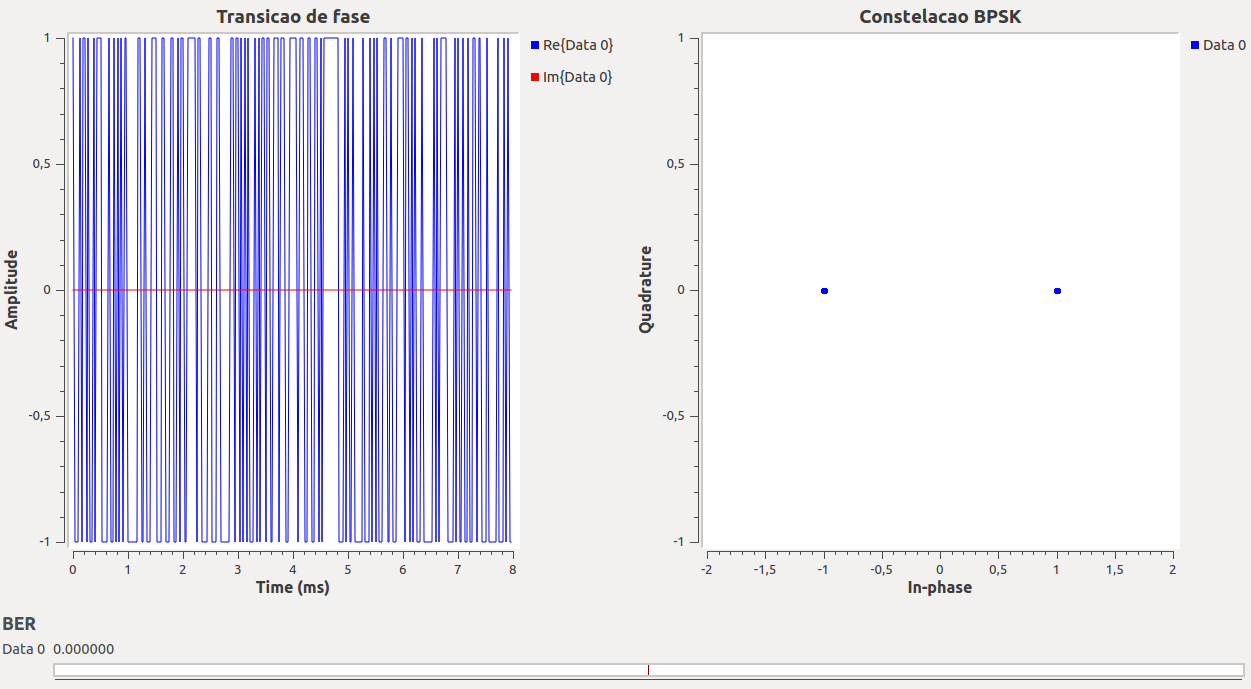 Transicao de fase
Constelacao BPSK
1
0,5
0
-0,5
-1
Amplitude
0 1 2 3 4 5 6 7 8
Time (ms)
Re{Data 0}
Im{Data 0}
1
0,5
0
-0,5
-1
Quadrature
-2 -1,5 -1 -0,5 0 0,5 1 1,5 2
In-phase
Data 0
BER
Data 0 0.000000